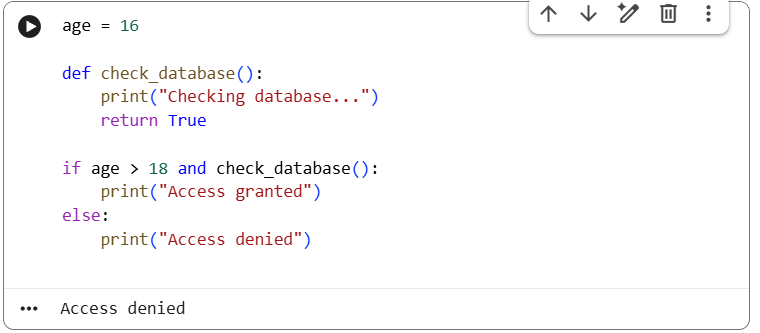 age = 16

def check_database():
    print("Checking database...")
    return True

if age > 18 and check_database():
    print("Access granted")
else:
    print("Access denied")

Access denied